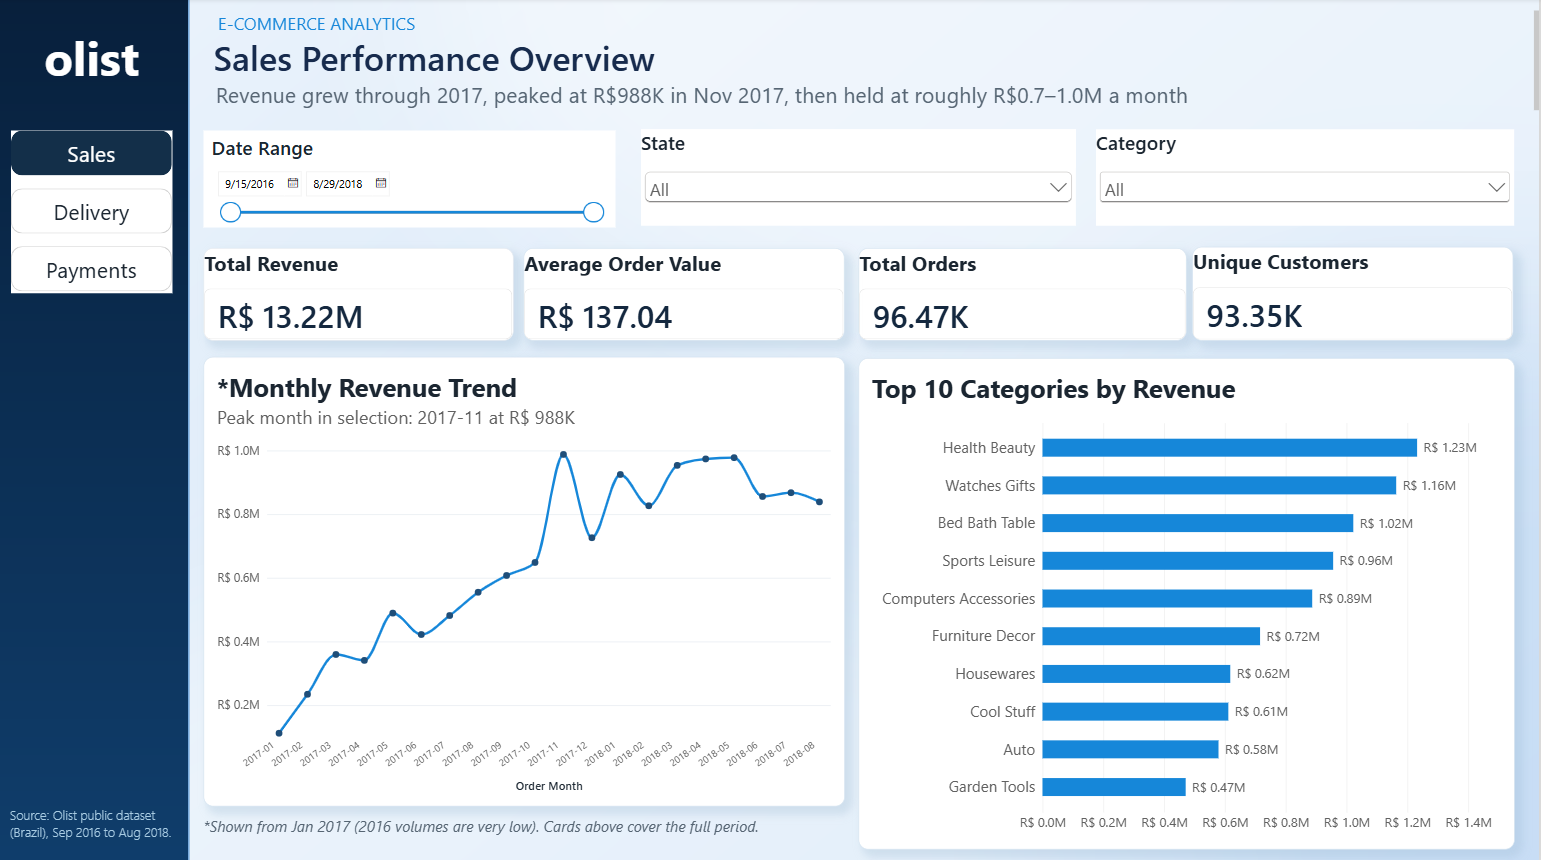 olist
Sales
Delivery
Payments
Source: Olist public dataset
(Brazil), Sep 2016 to Aug 2018.
E-COMMERCE ANALYTICS
Sales Performance Overview
Revenue grew through 2017, peaked at R$988K in Nov 2017, then held at roughly R$0.7–1.0M a month
Date Range
9/15/2016 8/29/2018
State
All
Category
All
Total Revenue
R$ 13.22M
Average Order Value
R$ 137.04
Total Orders
96.47K
Unique Customers
93.35K
*Monthly Revenue Trend
Peak month in selection: 2017-11 at R$ 988K
R$ 1.0M
R$ 0.8M
R$ 0.6M
R$ 0.4M
R$ 0.2M
2017-01 2017-02 2017-03 2017-04 2017-05 2017-06 2017-07 2017-08 2017-09 2017-10 2017-11 2017-12 2018-01 2018-02 2018-03 2018-04 2018-05 2018-06 2018-07 2018-08
Order Month
*Shown from Jan 2017 (2016 volumes are very low). Cards above cover the full period.
Top 10 Categories by Revenue
Health Beauty R$ 1.23M
Watches Gifts R$ 1.16M
Bed Bath Table R$ 1.02M
Sports Leisure R$ 0.96M
Computers Accessories R$ 0.89M
Furniture Decor R$ 0.72M
Housewares R$ 0.62M
Cool Stuff R$ 0.61M
Auto R$ 0.58M
Garden Tools R$ 0.47M
R$ 0.0M R$ 0.2M R$ 0.4M R$ 0.6M R$ 0.8M R$ 1.0M R$ 1.2M R$ 1.4M